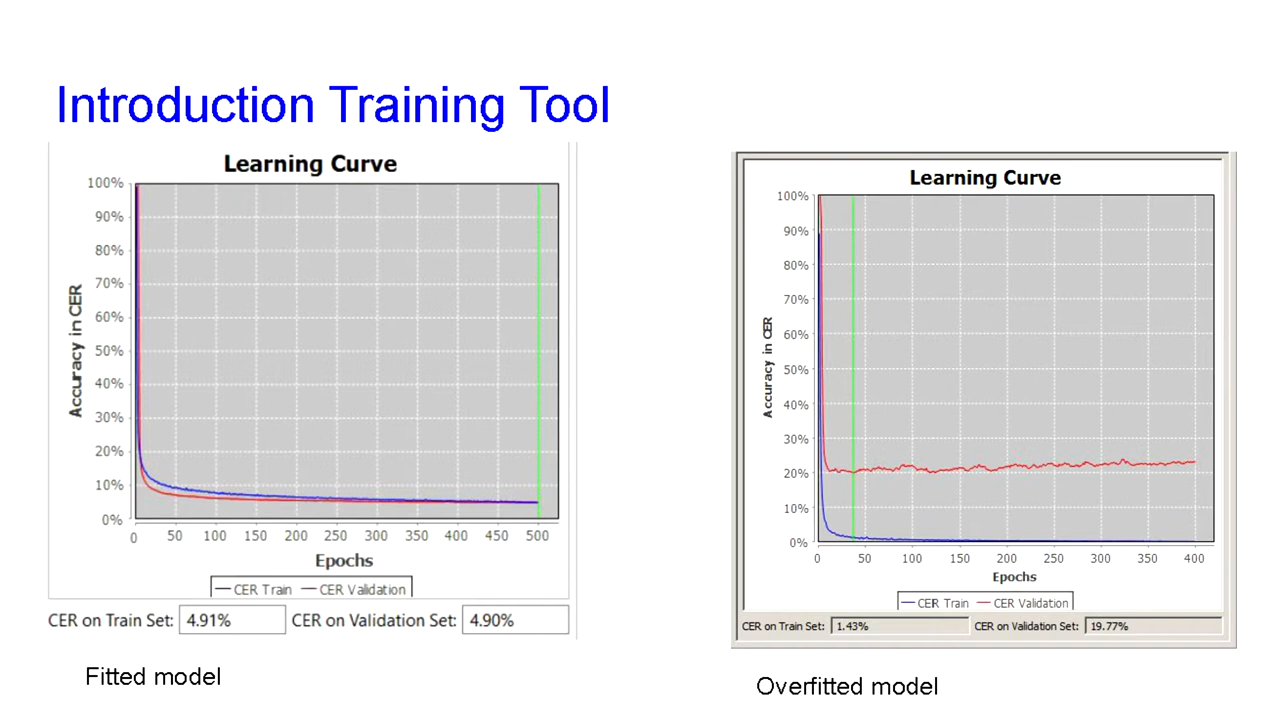 Introduction Training Tool
Learning Curve
100%
90%
80%
70%
60%
50%
40%
30%
20%
10%
0%
Accuracy in CER
0 50 100 150 200 250 300 350 400 450 500
Epochs
CER Train CER Validation
CER on Train Set: 4.91% CER on Validation Set: 4.90%
Fitted model
Learning Curve
100%
90%
80%
70%
60%
50%
40%
30%
20%
10%
0%
Accuracy in CER
0 50 100 150 200 250 300 350 400
Epochs
CER Train CER Validation
CER on Train Set: 1.43% CER on Validation Set: 19.77%
Overfitted model